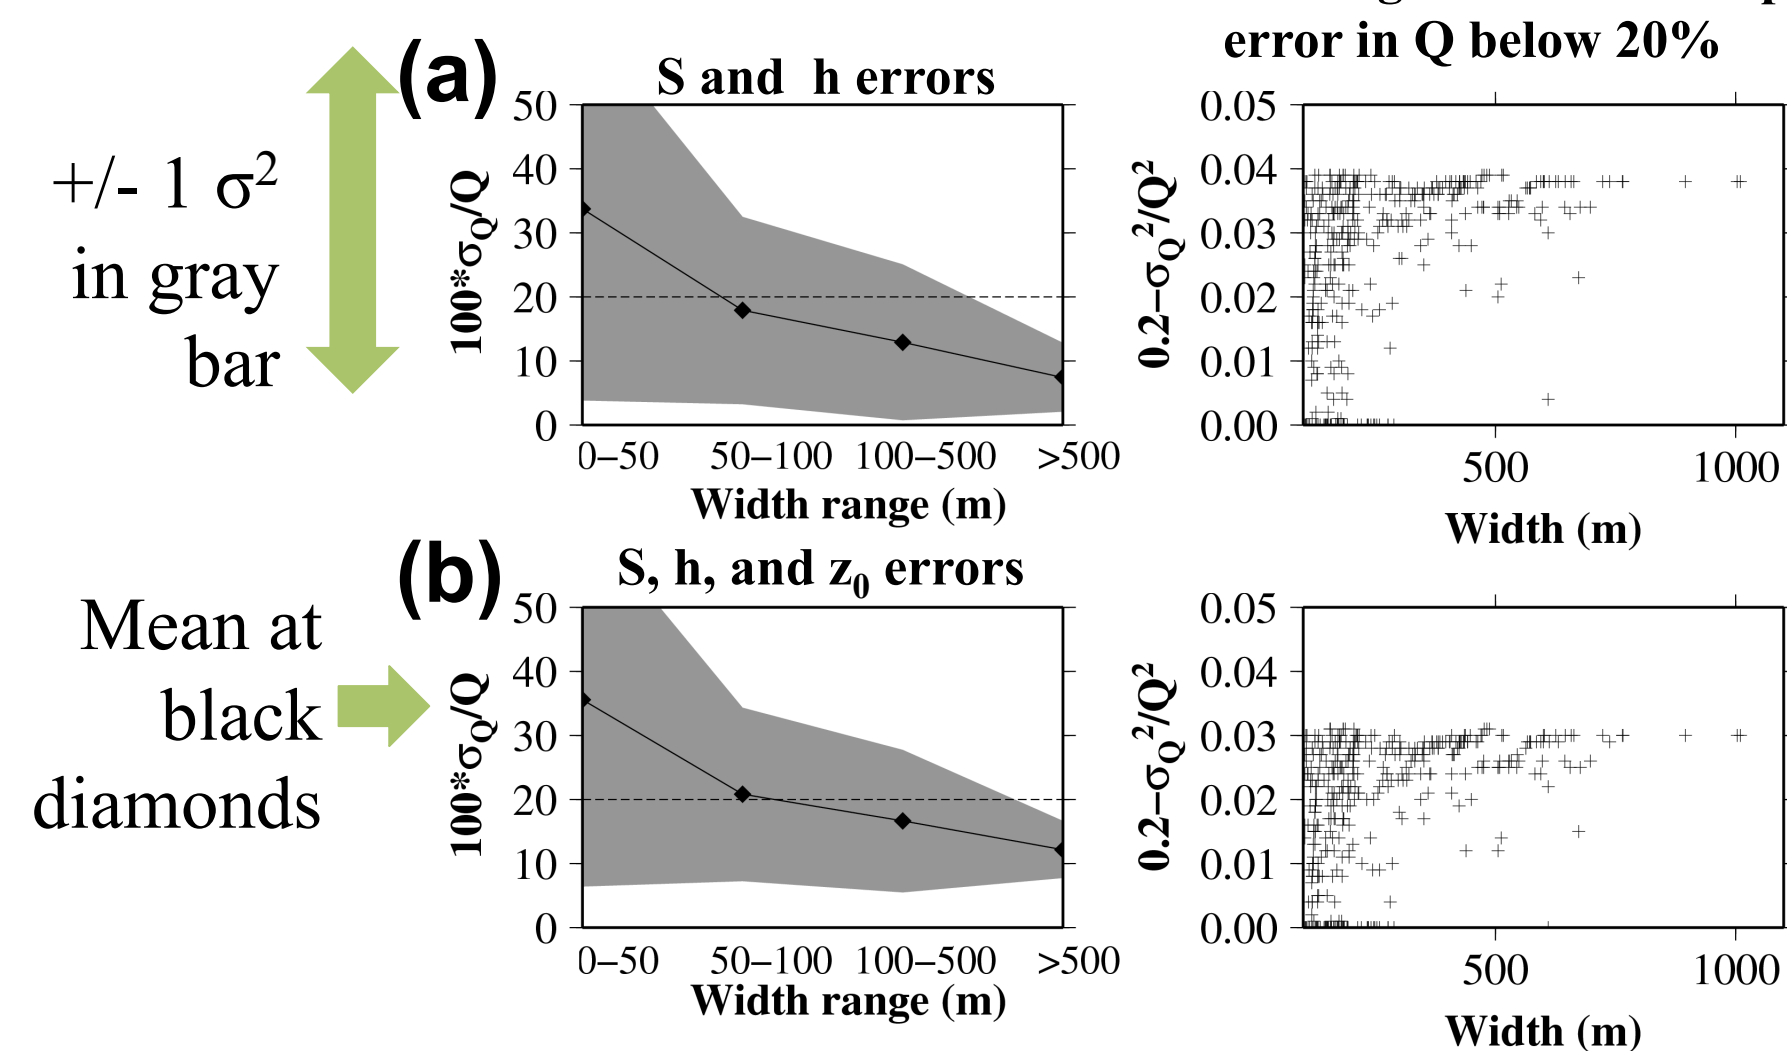 error in Q below 20%
(a)
S and h errors
+/- 1 σ²
in gray
bar
100*σQ/Q
50
40
30
20
10
0
0–50 50–100 100–500 >500
Width range (m)
0.2–σQ²/Q²
0.05
0.04
0.03
0.02
0.01
0.00
500 1000
Width (m)
(b)
S, h, and z₀ errors
Mean at
black
diamonds
100*σQ/Q
50
40
30
20
10
0
0–50 50–100 100–500 >500
Width range (m)
0.2–σQ²/Q²
0.05
0.04
0.03
0.02
0.01
0.00
500 1000
Width (m)